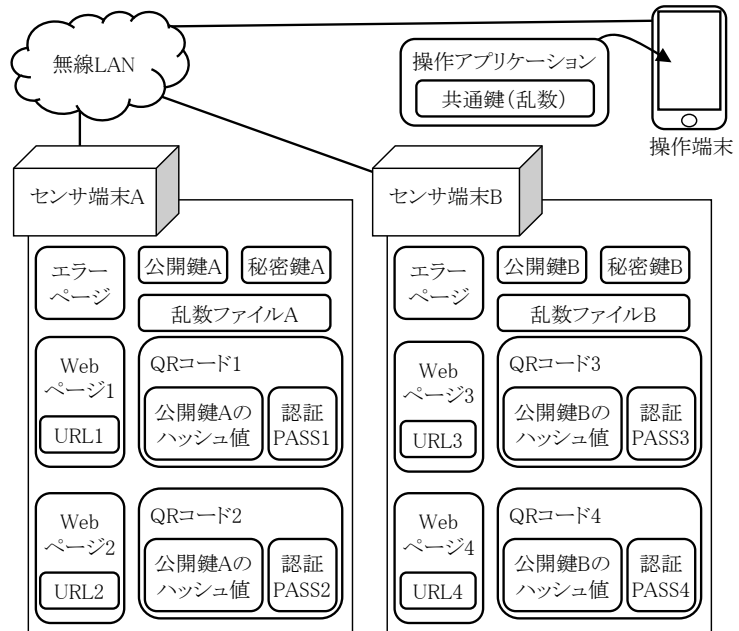 無線LAN
操作アプリケーション
共通鍵(乱数)
操作端末
センサ端末A
エラー
ページ
公開鍵A
秘密鍵A
乱数ファイルA
Web
ページ1
URL1
QRコード1
公開鍵Aの
ハッシュ値
認証
PASS1
Web
ページ2
URL2
QRコード2
公開鍵Aの
ハッシュ値
認証
PASS2
センサ端末B
エラー
ページ
公開鍵B
秘密鍵B
乱数ファイルB
Web
ページ3
URL3
QRコード3
公開鍵Bの
ハッシュ値
認証
PASS3
Web
ページ4
URL4
QRコード4
公開鍵Bの
ハッシュ値
認証
PASS4